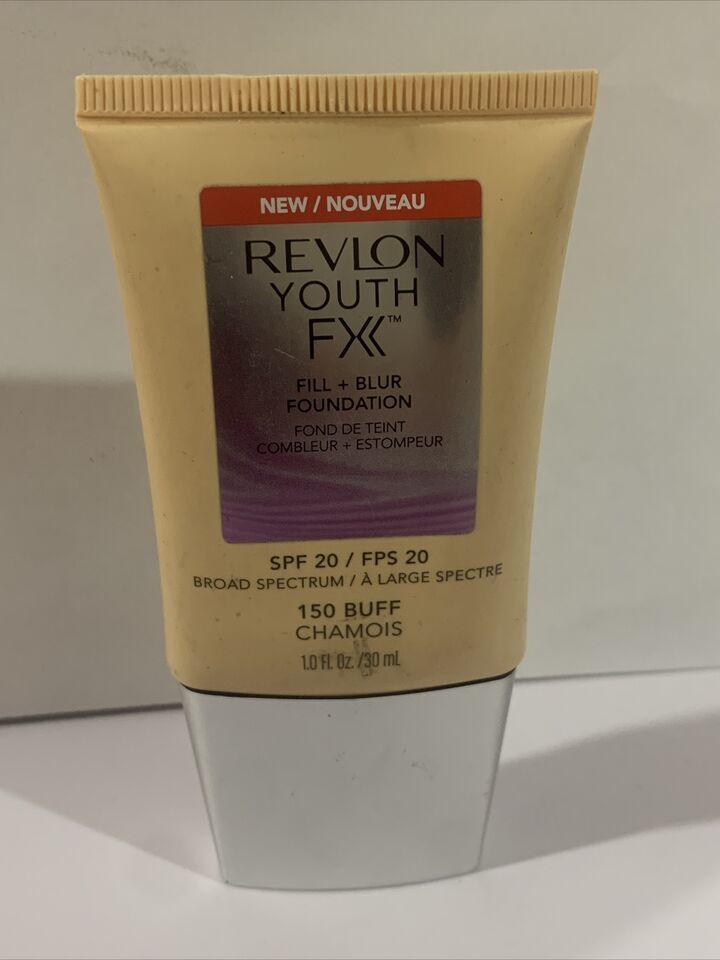 NEW / NOUVEAU
REVLON
YOUTH
FX™
FILL + BLUR
FOUNDATION
FOND DE TEINT
COMBLEUR + ESTOMPEUR
SPF 20 / FPS 20
BROAD SPECTRUM / À LARGE SPECTRE
150 BUFF
CHAMOIS
1.0 Fl. Oz. /30 mL